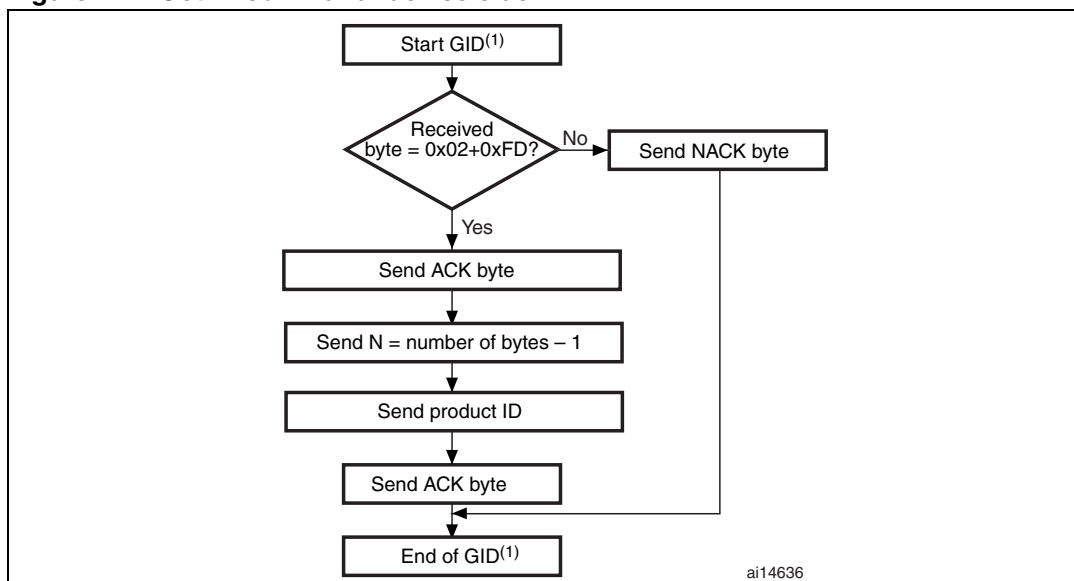 Start GID(1)
Received
byte = 0x02+0xFD?
No
Send NACK byte
Yes
Send ACK byte
Send N = number of bytes – 1
Send product ID
Send ACK byte
End of GID(1)
ai14636